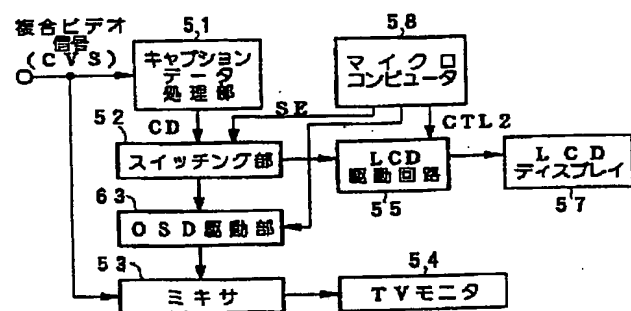 複合ビデオ
信号
(CVS)
51
キャプション
データ
処理部
58
マイクロ
コンピュータ
CD
SE
CTL2
52
スイッチング部
LCD
駆動回路
55
LCD
ディスプレイ
57
63
OSD駆動部
53
ミキサ
54
TVモニタ